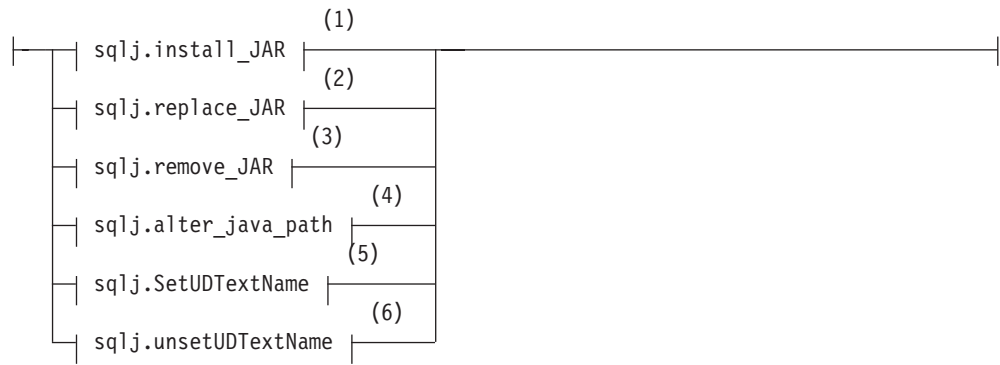 (1)
sqlj.install_JAR
(2)
sqlj.replace_JAR
(3)
sqlj.remove_JAR
(4)
sqlj.alter_java_path
(5)
sqlj.SetUDTextName
(6)
sqlj.unsetUDTextName